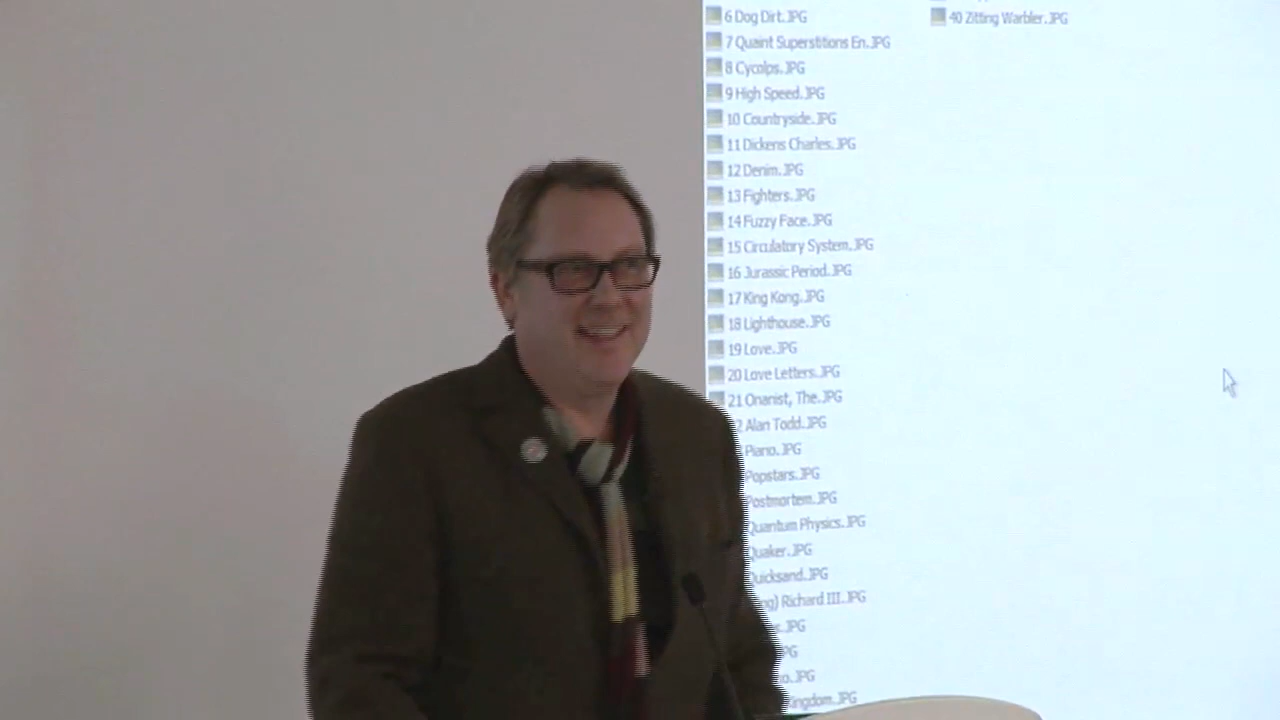 6 Dog Dirt.JPG
7 Quaint Superstitions En.JPG
8 Cycolps.JPG
9 High Speed.JPG
10 Countryside.JPG
11 Dickens Charles.JPG
12 Denim.JPG
13 Fighters.JPG
14 Fuzzy Face.JPG
15 Circulatory System.JPG
16 Jurassic Period.JPG
17 King Kong.JPG
18 Lighthouse.JPG
19 Love.JPG
20 Love Letters.JPG
21 Onanist, The.JPG
2 Alan Todd.JPG
Piano.JPG
Popstars.JPG
Postmortem.JPG
Quantum Physics.JPG
Quaker.JPG
Quicksand.JPG
Richard III.JPG
Kingdom.JPG
40 Zitting Warbler.JPG